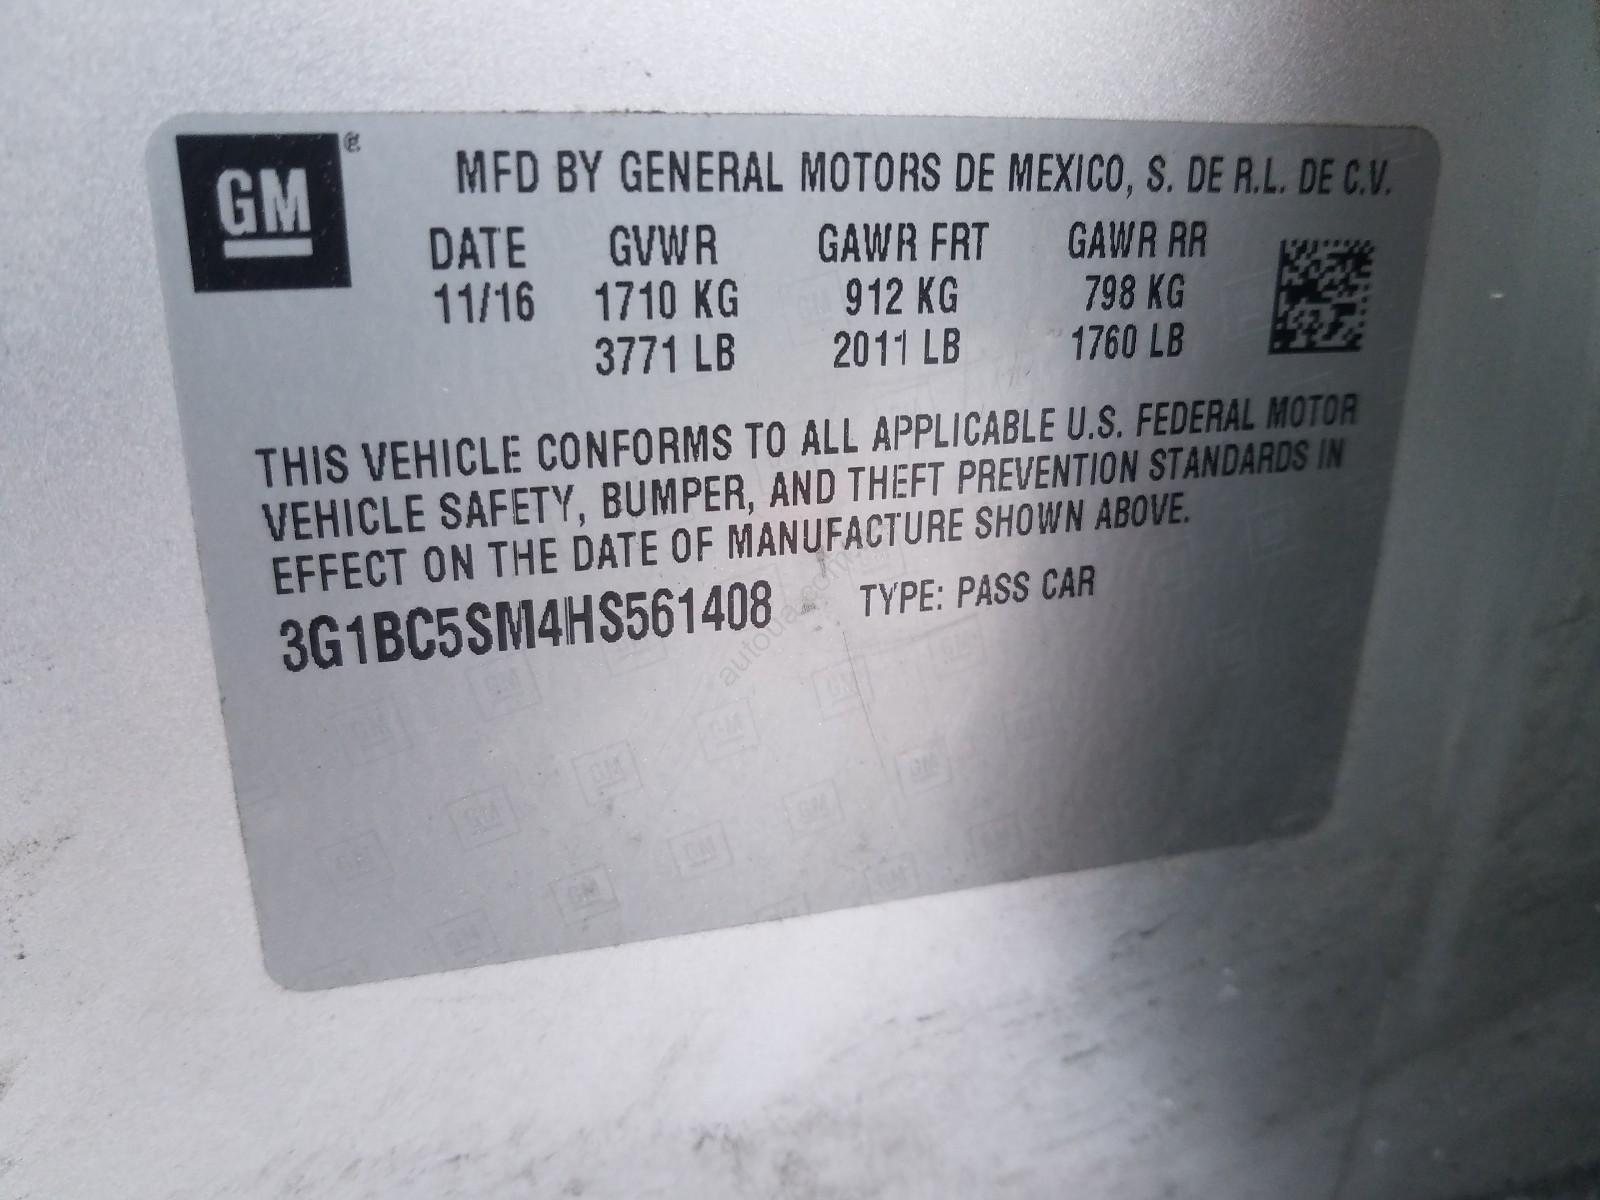 GM
MFD BY GENERAL MOTORS DE MEXICO, S. DE R.L. DE C.V.
DATE GVWR GAWR FRT GAWR RR
11/16 1710 KG 912 KG 798 KG
3771 LB 2011 LB 1760 LB
THIS VEHICLE CONFORMS TO ALL APPLICABLE U.S. FEDERAL MOTOR
VEHICLE SAFETY, BUMPER, AND THEFT PREVENTION STANDARDS IN
EFFECT ON THE DATE OF MANUFACTURE SHOWN ABOVE.
3G1BC5SM4HS561408 TYPE: PASS CAR
autoua.com